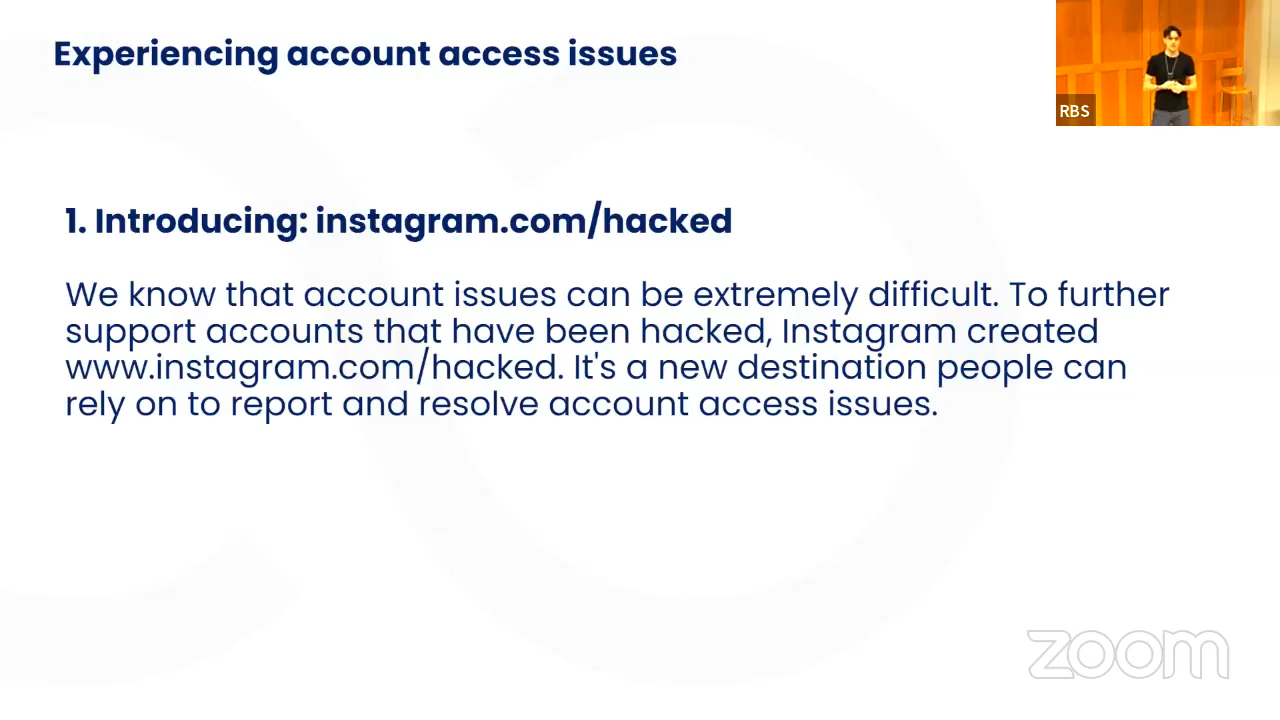 Experiencing account access issues
RBS
1. Introducing: instagram.com/hacked
We know that account issues can be extremely difficult. To further
support accounts that have been hacked, Instagram created
www.instagram.com/hacked. It's a new destination people can
rely on to report and resolve account access issues.
zoom